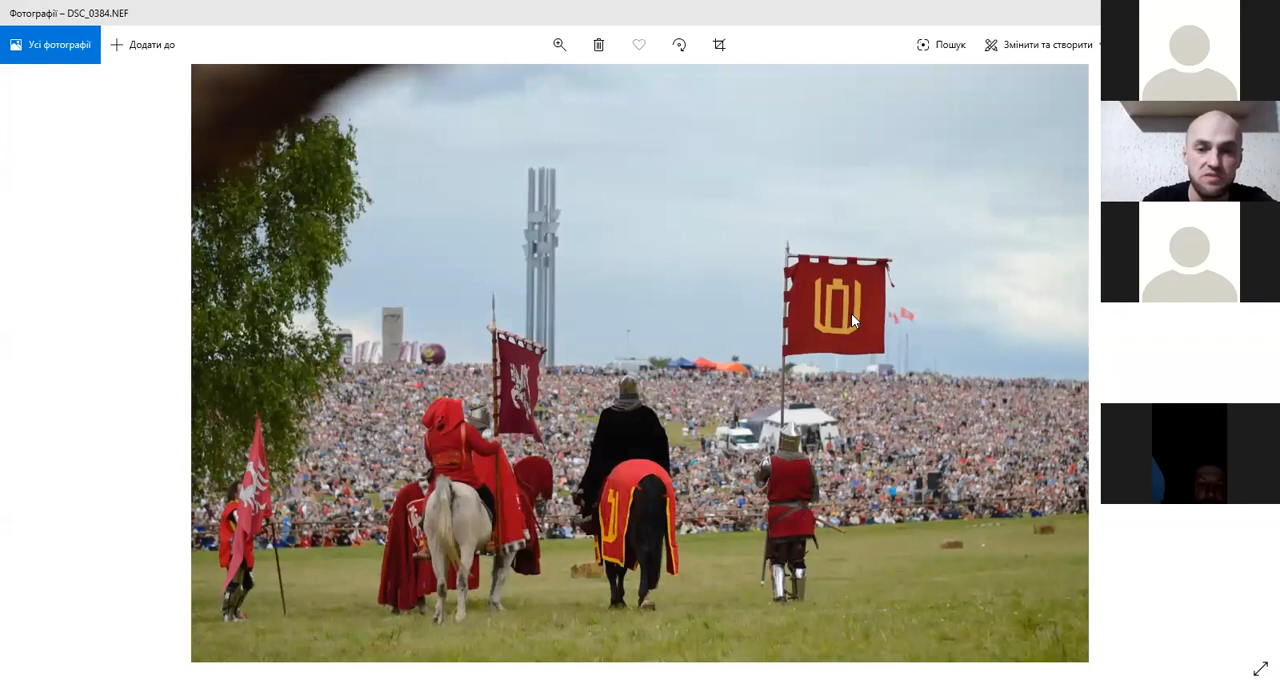 Фотографії – DSC_0384.NEF
Усі фотографії
Додати до
Пошук
Змінити та створити